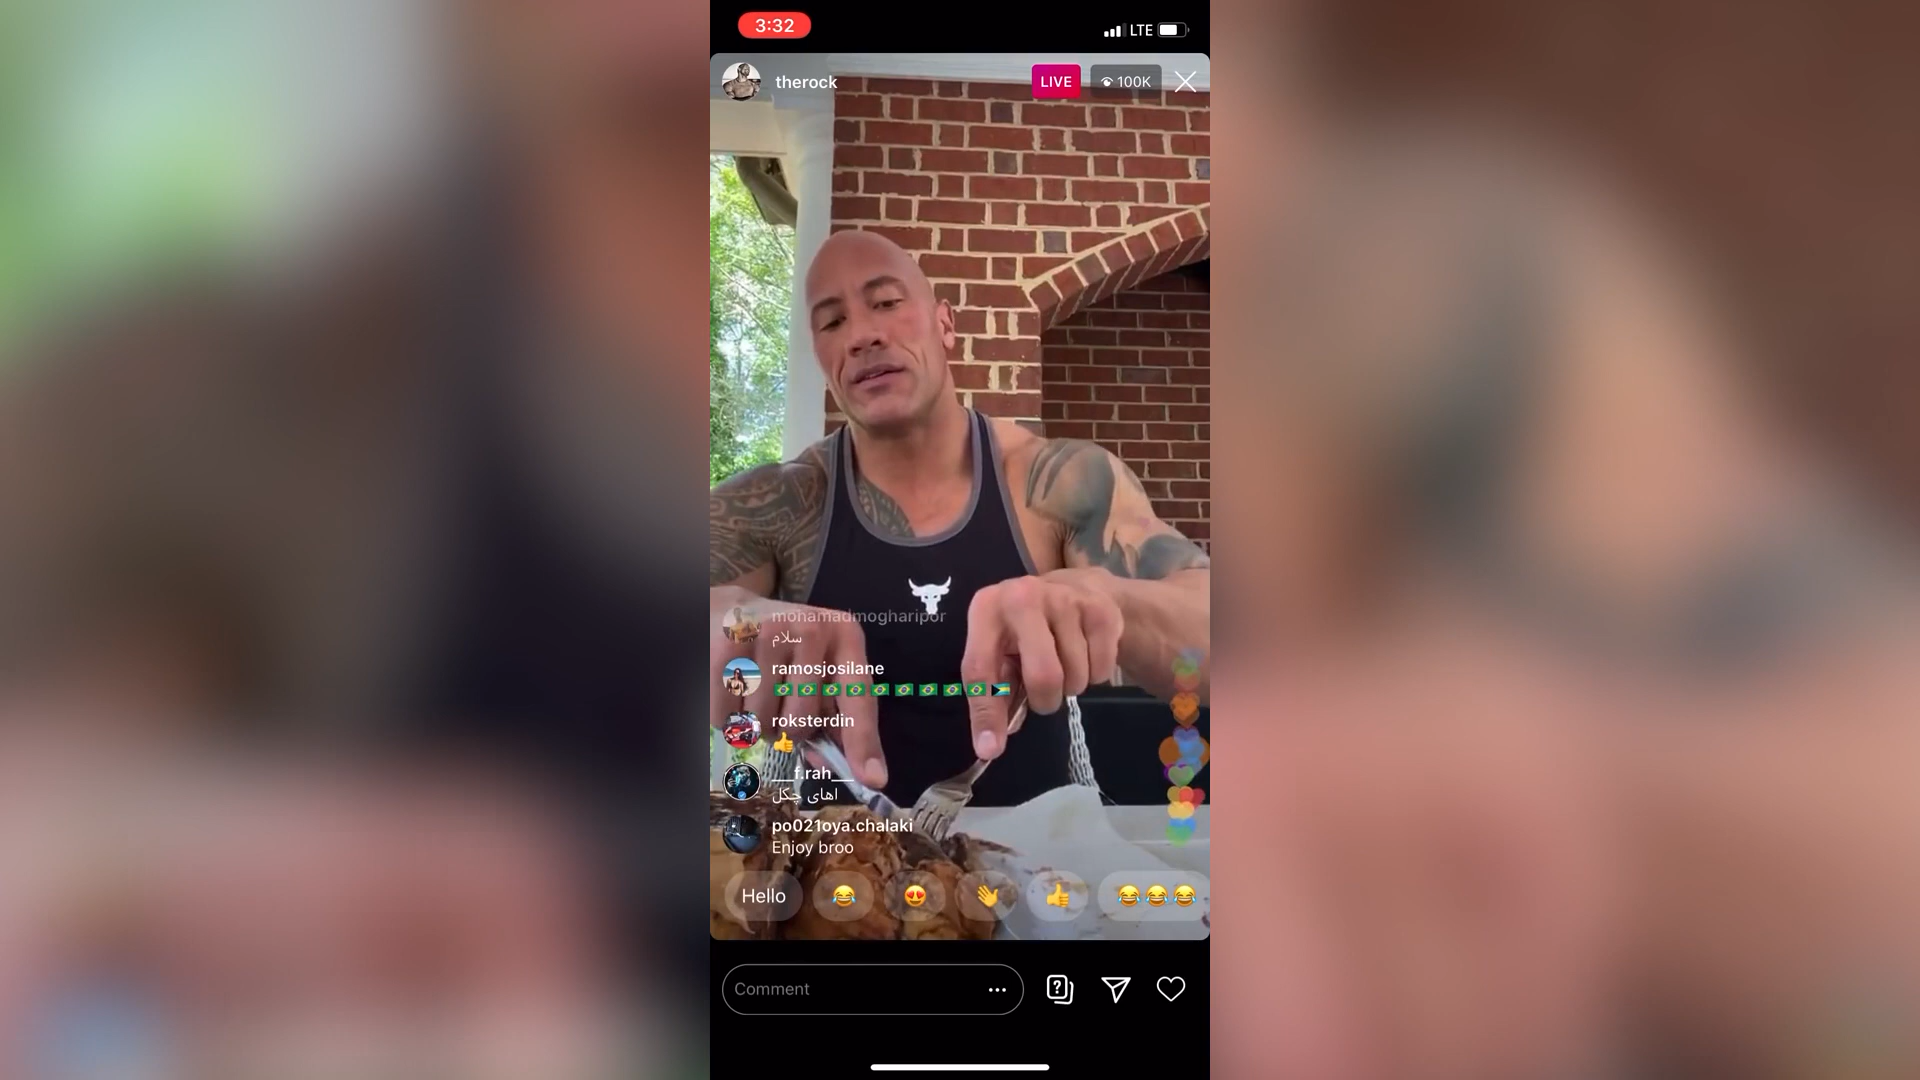 3:32
LTE
therock
LIVE
100K
mohamadmogharipor
سلام
ramosjosilane
🇧🇷🇧🇷🇧🇷🇧🇷🇧🇷🇧🇷🇧🇷🇧🇷🇧🇷🇧🇸
roksterdin
👍
___f.rah___
اهای چگل
po021oya.chalaki
Enjoy broo
Hello 😂 😍 👋 👍 😂😂😂
Comment